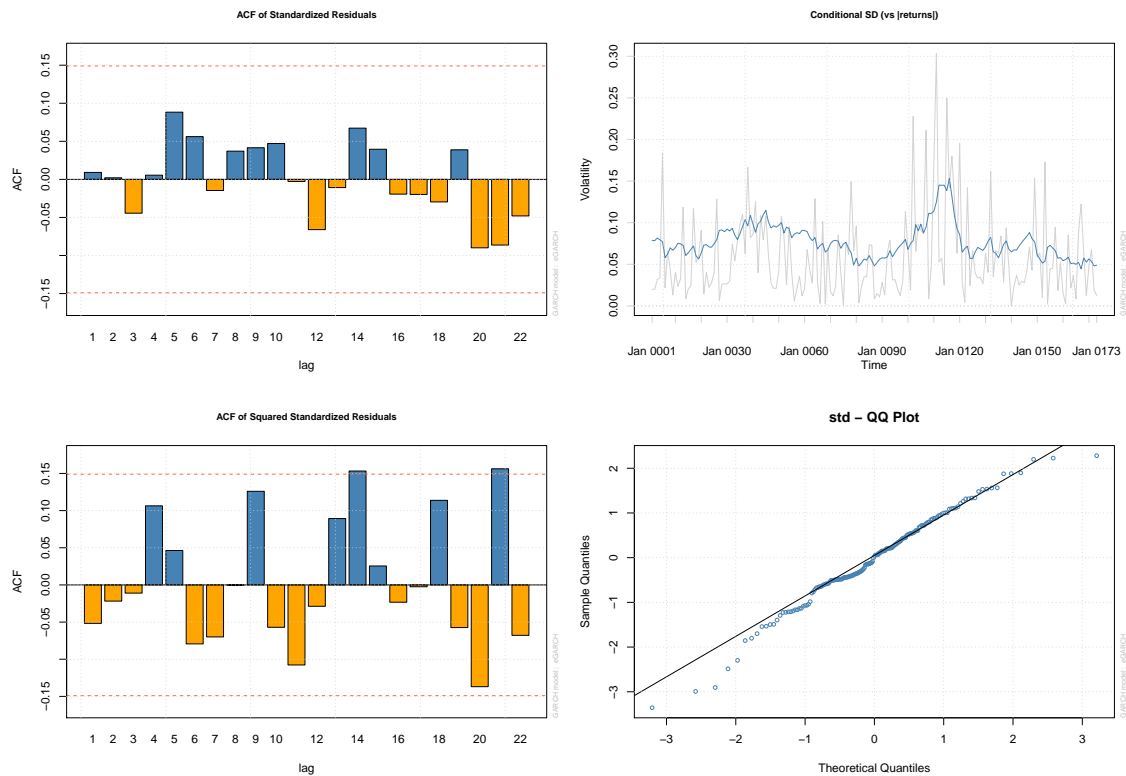 ACF of Standardized Residuals
0.15
0.10
0.05
0.00
−0.05
−0.15
ACF
1 2 3 4 5 6 7 8 9 10 12 14 16 18 20 22
lag
GARCH model : eGARCH
Conditional SD (vs |returns|)
0.30
0.25
0.20
0.15
0.10
0.05
0.00
Volatility
Jan 0001 Jan 0030 Jan 0060 Jan 0090 Jan 0120 Jan 0150 Jan 0173
Time
GARCH model : eGARCH
ACF of Squared Standardized Residuals
0.15
0.10
0.05
0.00
−0.05
−0.15
ACF
1 2 3 4 5 6 7 8 9 10 12 14 16 18 20 22
lag
GARCH model : eGARCH
std − QQ Plot
2
1
0
−1
−2
−3
Sample Quantiles
−3 −2 −1 0 1 2 3
Theoretical Quantiles
GARCH model : eGARCH